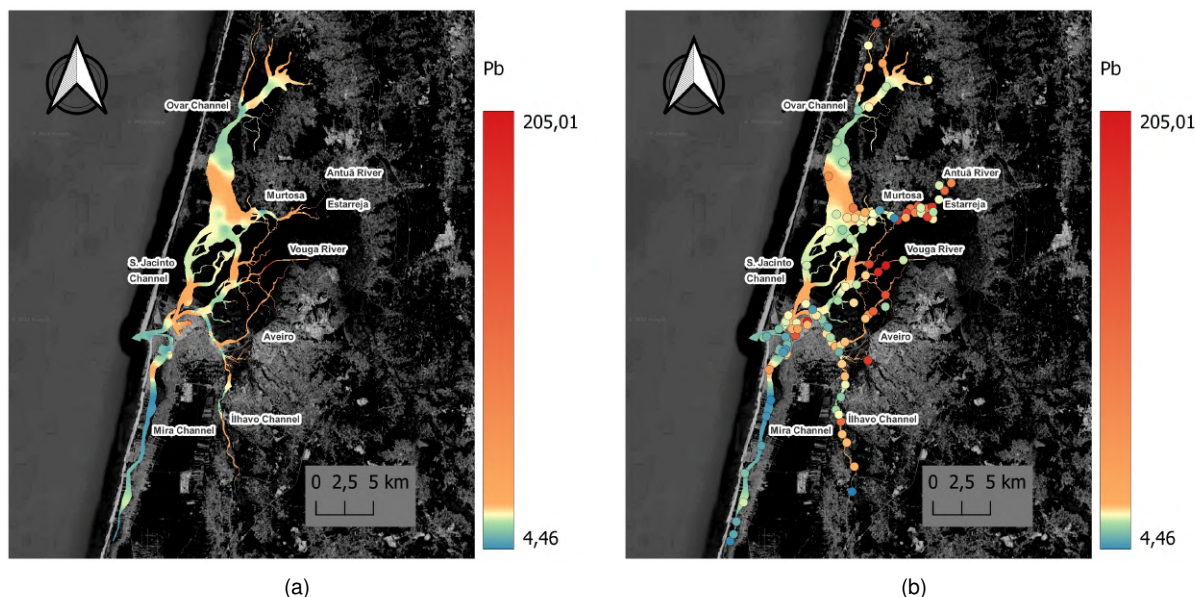 Pb
205,01
Ovar Channel
Antuã River
Murtosa
Estarreja
Vouga River
S. Jacinto
Channel
Aveiro
Ílhavo Channel
Mira Channel
0 2,5 5 km
4,46
(a)
Pb
205,01
Ovar Channel
Antuã River
Murtosa
Estarreja
Vouga River
S. Jacinto
Channel
Aveiro
Ílhavo Channel
Mira Channel
0 2,5 5 km
4,46
(b)